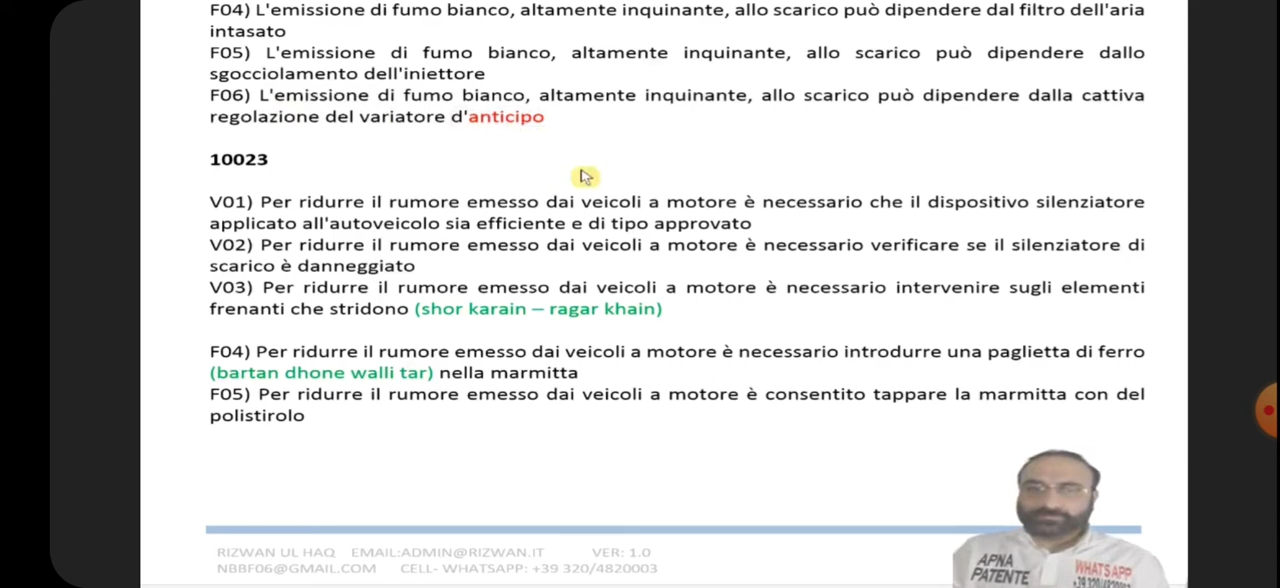 F04) L'emissione di fumo bianco, altamente inquinante, allo scarico può dipendere dal filtro dell'aria
intasato
F05) L'emissione di fumo bianco, altamente inquinante, allo scarico può dipendere dallo
sgocciolamento dell'iniettore
F06) L'emissione di fumo bianco, altamente inquinante, allo scarico può dipendere dalla cattiva
regolazione del variatore d'anticipo
10023
V01) Per ridurre il rumore emesso dai veicoli a motore è necessario che il dispositivo silenziatore
applicato all'autoveicolo sia efficiente e di tipo approvato
V02) Per ridurre il rumore emesso dai veicoli a motore è necessario verificare se il silenziatore di
scarico è danneggiato
V03) Per ridurre il rumore emesso dai veicoli a motore è necessario intervenire sugli elementi
frenanti che stridono (shor karain – ragar khain)
F04) Per ridurre il rumore emesso dai veicoli a motore è necessario introdurre una paglietta di ferro
(bartan dhone walli tar) nella marmitta
F05) Per ridurre il rumore emesso dai veicoli a motore è consentito tappare la marmitta con del
polistirolo
RIZWAN UL HAQ EMAIL:ADMIN@RIZWAN.IT VER: 1.0
NBBF06@GMAIL.COM CELL- WHATSAPP: +39 320/4820003
APNA
PATENTE
WHATSAPP